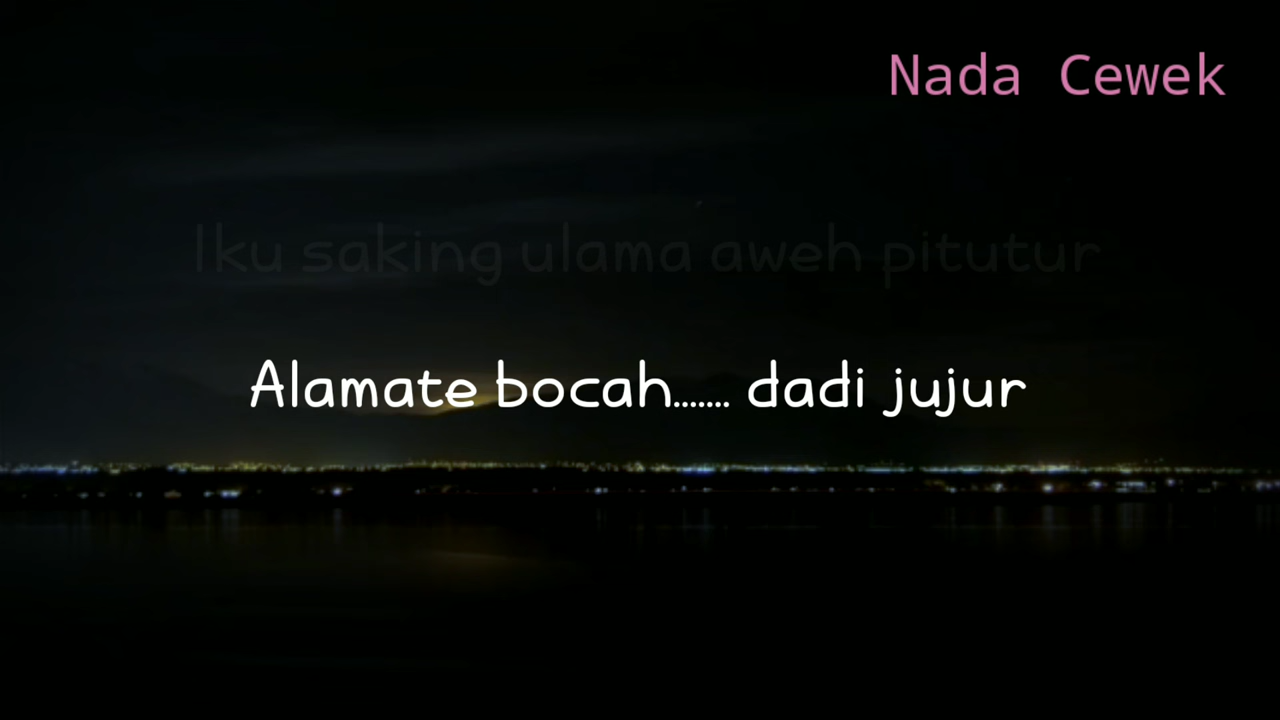 Nada Cewek
Iku saking ulama aweh pitutur
Alamate bocah....... dadi jujur